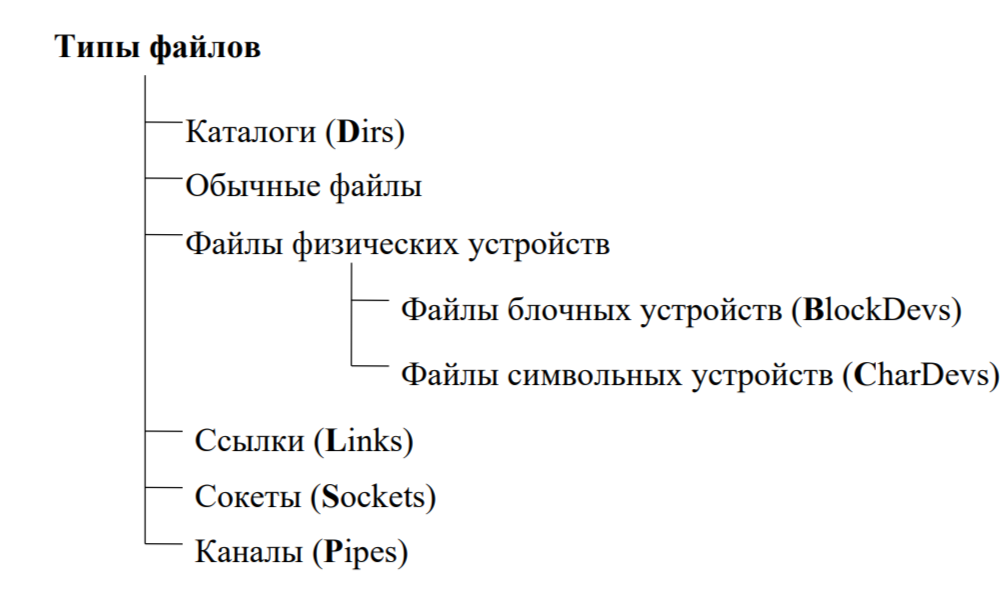 Типы файлов
Каталоги (Dirs)
Обычные файлы
Файлы физических устройств
Файлы блочных устройств (BlockDevs)
Файлы символьных устройств (CharDevs)
Ссылки (Links)
Сокеты (Sockets)
Каналы (Pipes)